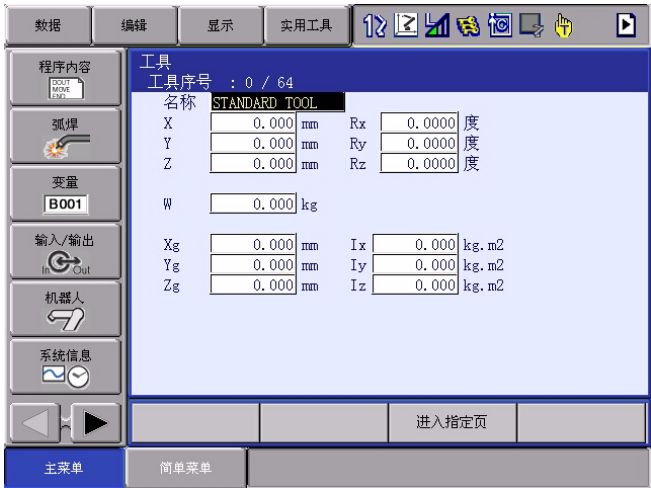 数据 编辑 显示 实用工具
程序内容
DOUT
MOVE
END
弧焊
变量
B001
输入/输出
In Out
机器人
系统信息
工具
工具序号 : 0 / 64
名称 STANDARD TOOL
X 0.000 mm Rx 0.0000 度
Y 0.000 mm Ry 0.0000 度
Z 0.000 mm Rz 0.0000 度
W 0.000 kg
Xg 0.000 mm Ix 0.000 kg.m2
Yg 0.000 mm Iy 0.000 kg.m2
Zg 0.000 mm Iz 0.000 kg.m2
进入指定页
主菜单 简单菜单